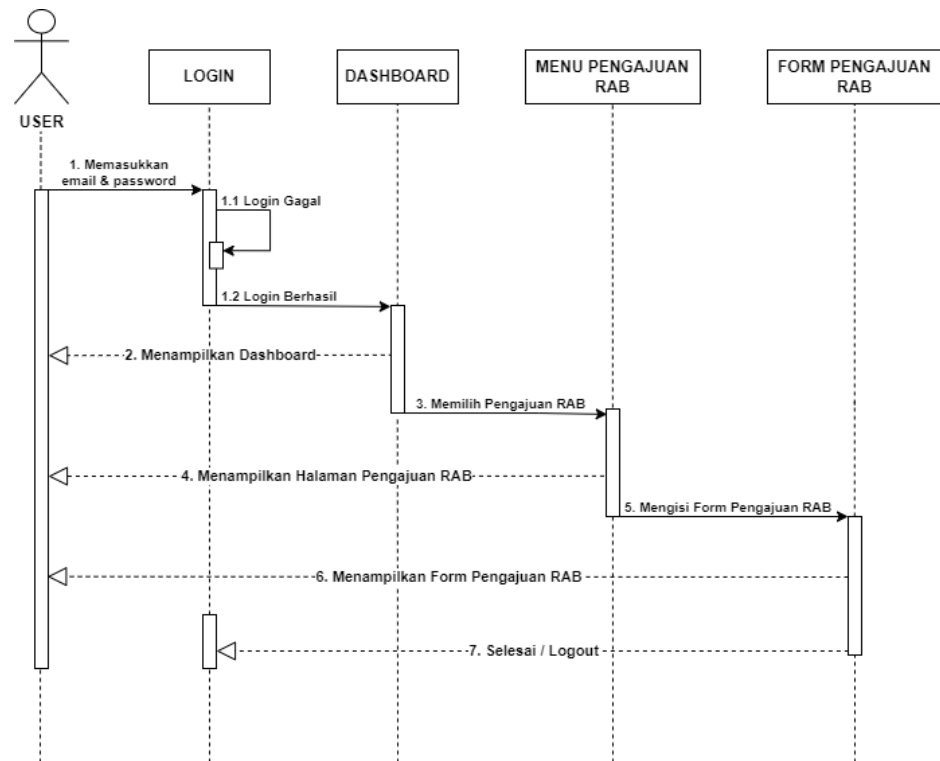 LOGIN
DASHBOARD
MENU PENGAJUAN
RAB
FORM PENGAJUAN
RAB
USER
1. Memasukkan
email & password
1.1 Login Gagal
1.2 Login Berhasil
2. Menampilkan Dashboard
3. Memilih Pengajuan RAB
4. Menampilkan Halaman Pengajuan RAB
5. Mengisi Form Pengajuan RAB
6. Menampilkan Form Pengajuan RAB
7. Selesai / Logout